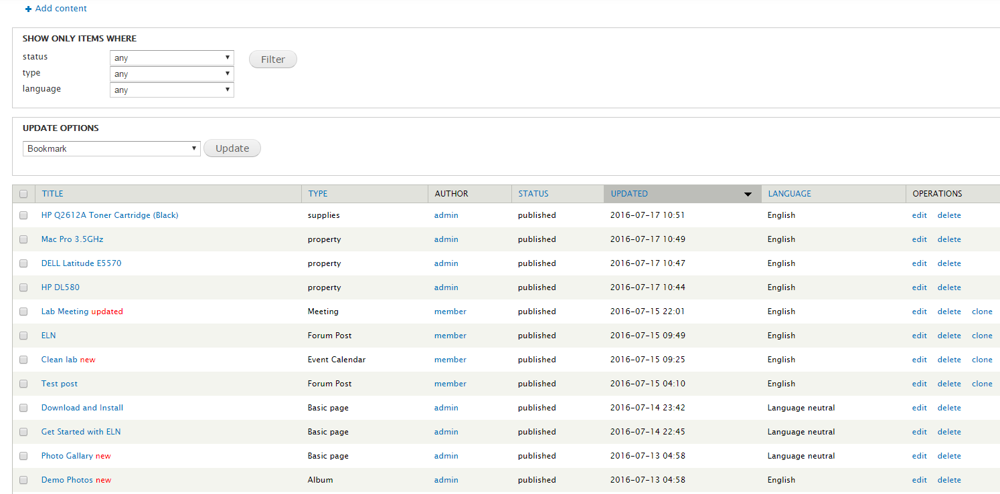 Add content
SHOW ONLY ITEMS WHERE
status any Filter
type any
language any
UPDATE OPTIONS
Bookmark Update
TITLE TYPE AUTHOR STATUS UPDATED LANGUAGE OPERATIONS
HP Q2612A Toner Cartridge (Black) supplies admin published 2016-07-17 10:51 English edit delete
Mac Pro 3.5GHz property admin published 2016-07-17 10:49 English edit delete
DELL Latitude E5570 property admin published 2016-07-17 10:47 English edit delete
HP DL580 property admin published 2016-07-17 10:44 English edit delete
Lab Meeting updated Meeting member published 2016-07-15 22:01 English edit delete clone
ELN Forum Post member published 2016-07-15 09:49 English edit delete clone
Clean lab new Event Calendar member published 2016-07-15 09:25 English edit delete clone
Test post Forum Post member published 2016-07-15 04:10 English edit delete clone
Download and Install Basic page admin published 2016-07-14 23:42 Language neutral edit delete
Get Started with ELN Basic page admin published 2016-07-14 22:45 Language neutral edit delete
Photo Gallary new Basic page admin published 2016-07-13 04:58 Language neutral edit delete
Demo Photos new Album admin published 2016-07-13 04:58 English edit delete